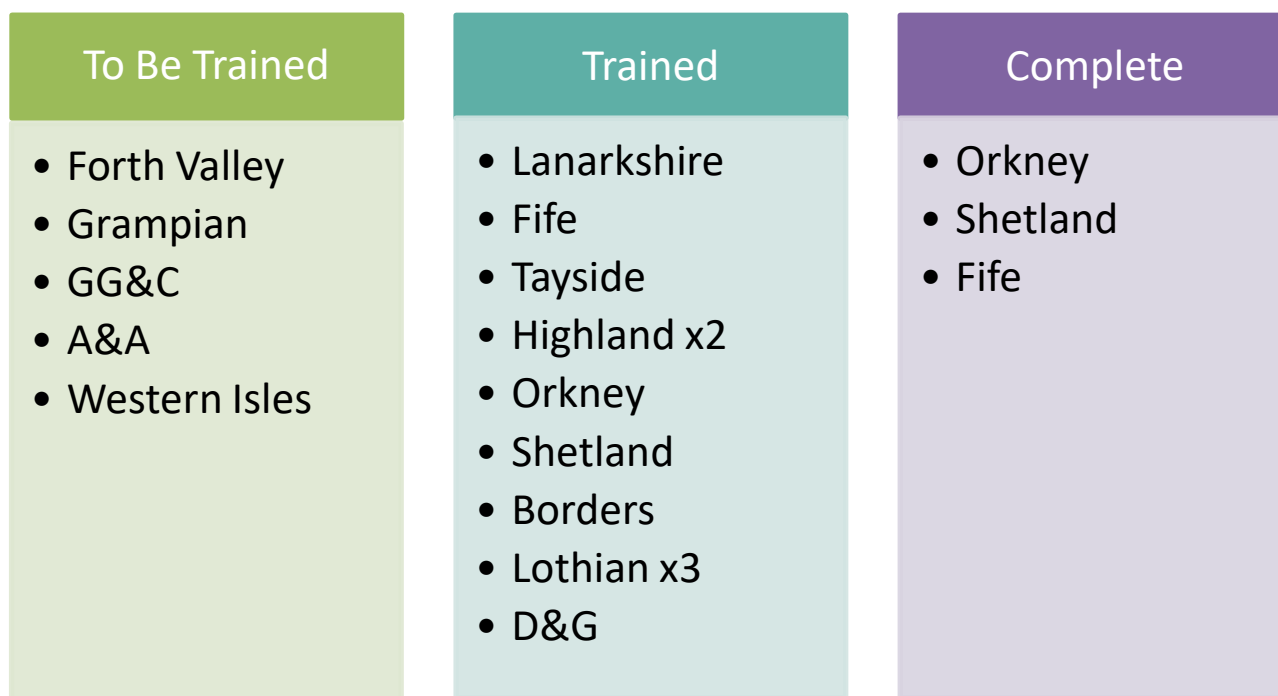 To Be Trained
• Forth Valley
• Grampian
• GG&C
• A&A
• Western Isles
Trained
• Lanarkshire
• Fife
• Tayside
• Highland x2
• Orkney
• Shetland
• Borders
• Lothian x3
• D&G
Complete
• Orkney
• Shetland
• Fife